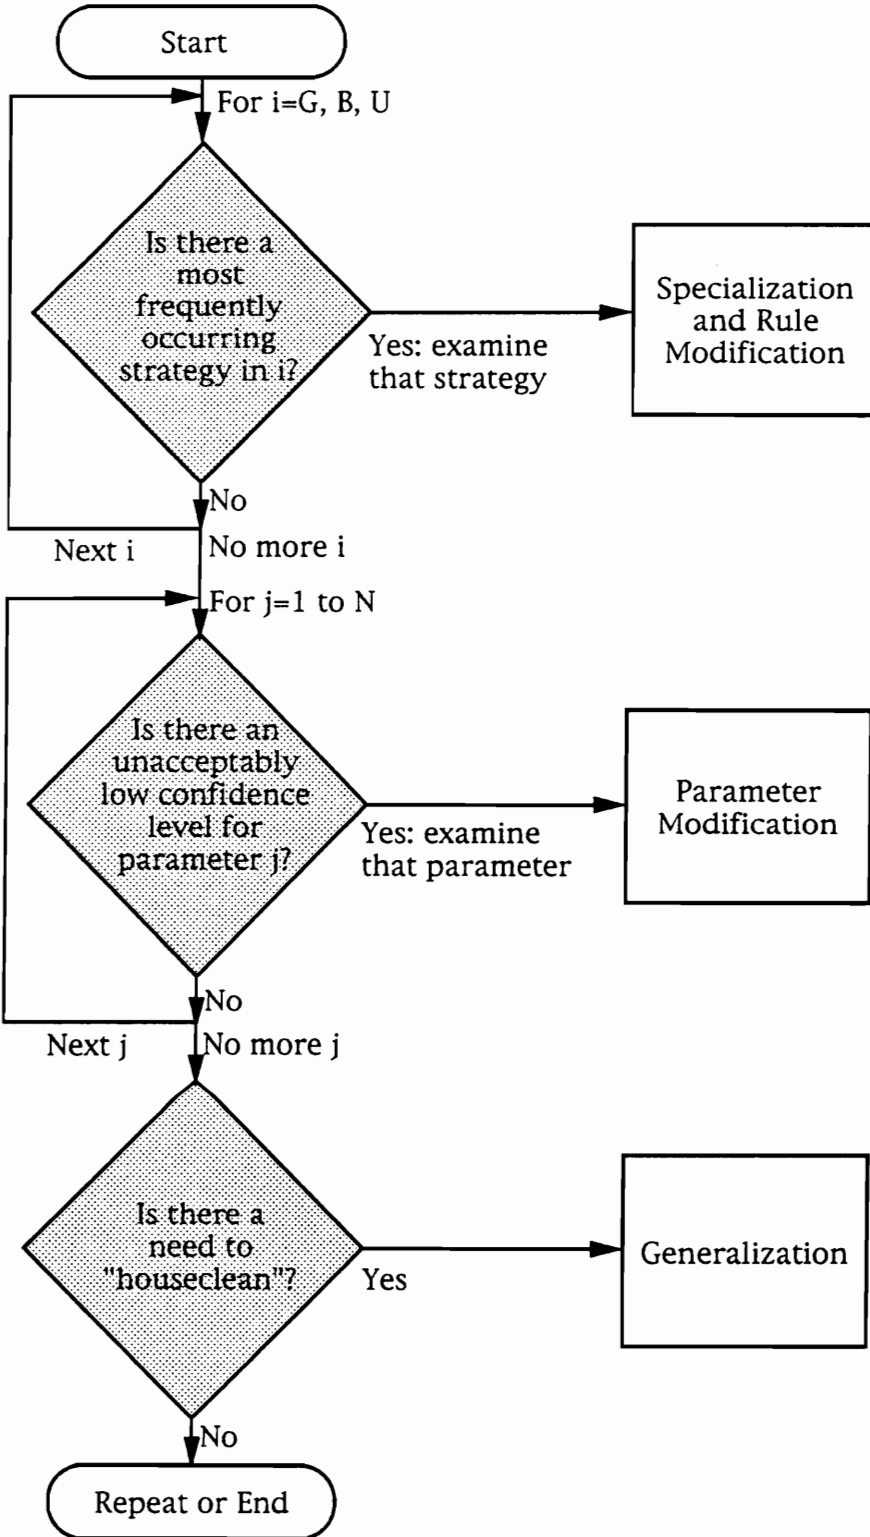 Start
For i=G, B, U
Is there a
most
frequently
occurring
strategy in i?
Yes: examine
that strategy
Specialization
and Rule
Modification
No
Next i
No more i
For j=1 to N
Is there an
unacceptably
low confidence
level for
parameter j?
Yes: examine
that parameter
Parameter
Modification
No
Next j
No more j
Is there a
need to
"houseclean"?
Yes
Generalization
No
Repeat or End